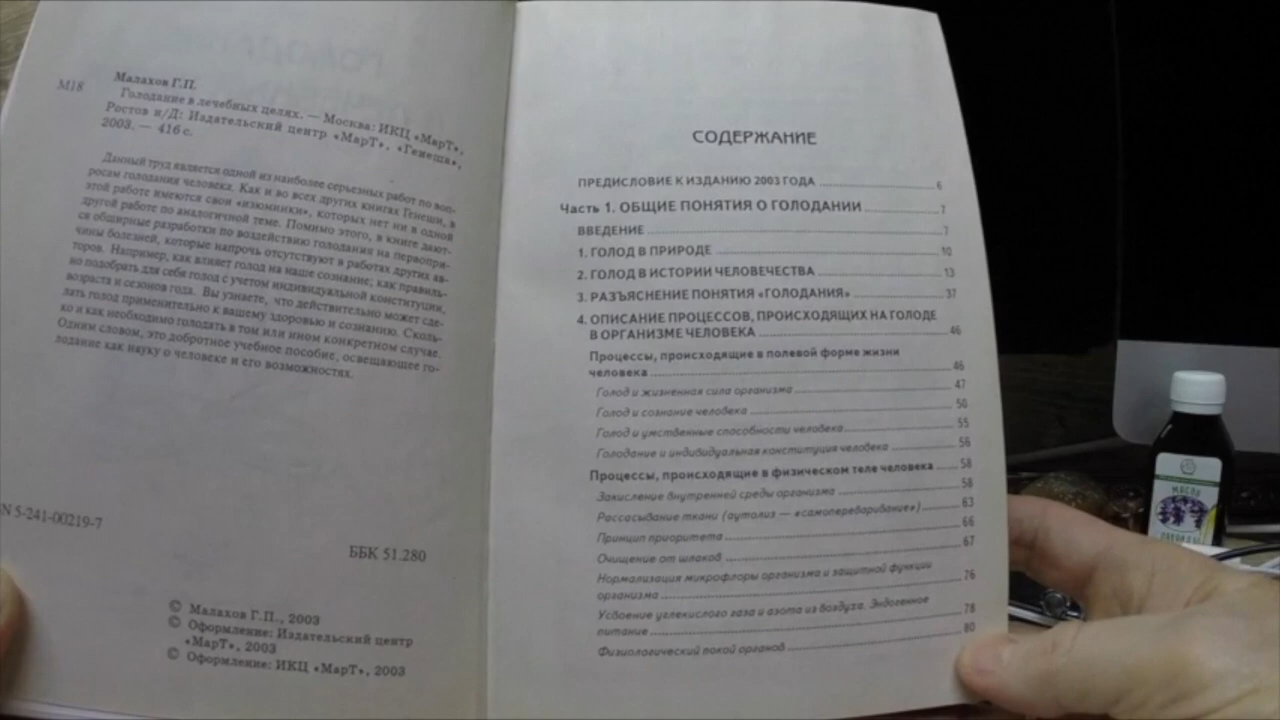 М18
Малахов Г.П.
Голодание в лечебных целях. — Москва: ИКЦ «МарТ»,
Ростов н/Д: Издательский центр «МарТ», «Генеша»,
2003. — 416 с.
Данный труд является одной из наиболее серьезных работ по воп-
росам голодания человека. Как и во всех других книгах Генеши, в
этой работе имеются свои «изюминки», которых нет ни в одной
другой работе по аналогичной теме. Помимо этого, в книге дают-
ся обширные разработки по воздействию голодания на первопри-
чины болезней, которые напрочь отсутствуют в работах других ав-
торов. Например, как влияет голод на наше сознание; как правиль-
но подобрать для себя голод с учетом индивидуальной конституции,
возраста и сезонов года. Вы узнаете, что действительно может сде-
лать голод применительно к вашему здоровью и сознанию. Сколь-
ко и как необходимо голодать в том или ином конкретном случае.
Одним словом, это добротное учебное пособие, освещающее го-
лодание как науку о человеке и его возможностях.
N 5-241-00219-7
ББК 51.280
© Малахов Г.П., 2003
© Оформление: Издательский центр
«МарТ», 2003
© Оформление: ИКЦ «МарТ», 2003
СОДЕРЖАНИЕ
ПРЕДИСЛОВИЕ К ИЗДАНИЮ 2003 ГОДА 6
Часть 1. ОБЩИЕ ПОНЯТИЯ О ГОЛОДАНИИ 7
ВВЕДЕНИЕ 7
1. ГОЛОД В ПРИРОДЕ 10
2. ГОЛОД В ИСТОРИИ ЧЕЛОВЕЧЕСТВА 13
3. РАЗЪЯСНЕНИЕ ПОНЯТИЯ «ГОЛОДАНИЯ» 37
4. ОПИСАНИЕ ПРОЦЕССОВ, ПРОИСХОДЯЩИХ НА ГОЛОДЕ
В ОРГАНИЗМЕ ЧЕЛОВЕКА 46
Процессы, происходящие в полевой форме жизни
человека 46
Голод и жизненная сила организма 47
Голод и сознание человека 50
Голод и умственные способности человека 55
Голодание и индивидуальная конституция человека 56
Процессы, происходящие в физическом теле человека 58
Закисление внутренней среды организма 58
Рассасывание ткани (аутолиз — «самопереваривание») 63
Принцип приоритета 66
Очищение от шлаков 67
Нормализация микрофлоры организма и защитной функции
организма 76
Усвоение углекислого газа и азота из воздуха. Эндогенное
питание 78
Физиологический покой органов 80
МАСЛО
ЛАВАНДЫ